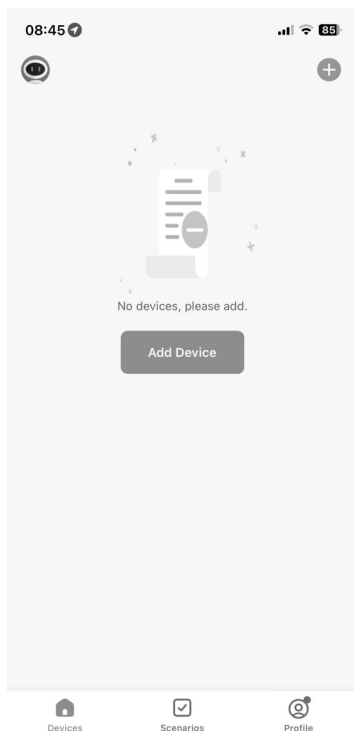 08:45
85
No devices, please add.
Add Device
Devices
Scenarios
Profile